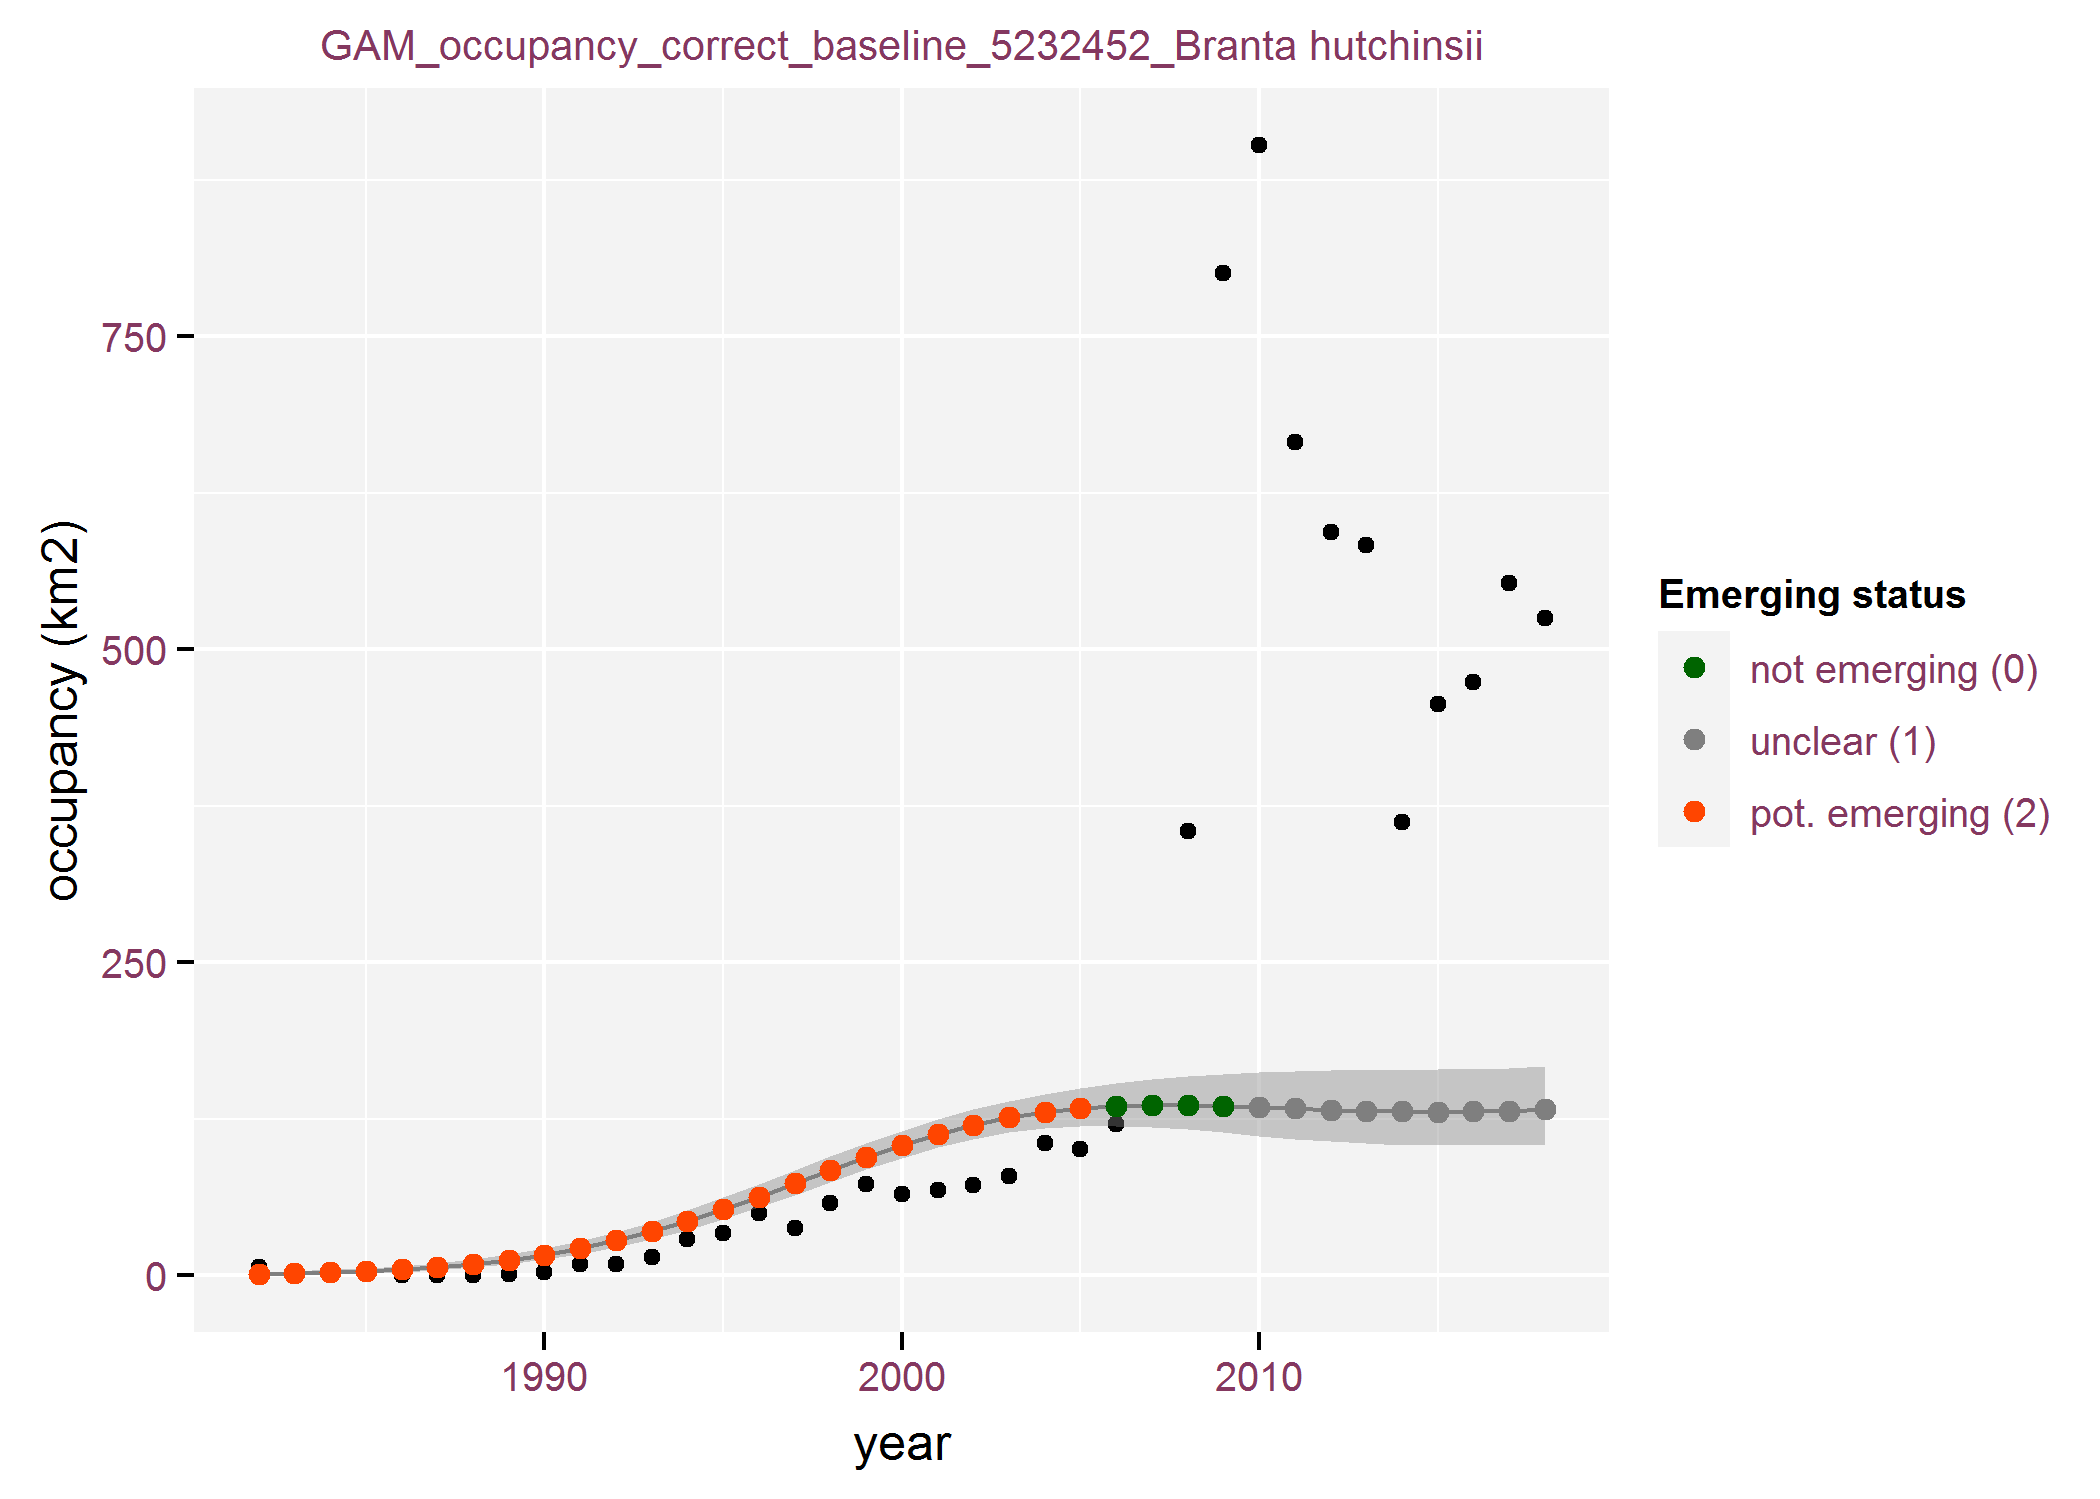 GAM_occupancy_correct_baseline_5232452_Branta hutchinsii
occupancy (km2)
750
500
250
0
1990
2000
2010
year
Emerging status
not emerging (0)
unclear (1)
pot. emerging (2)